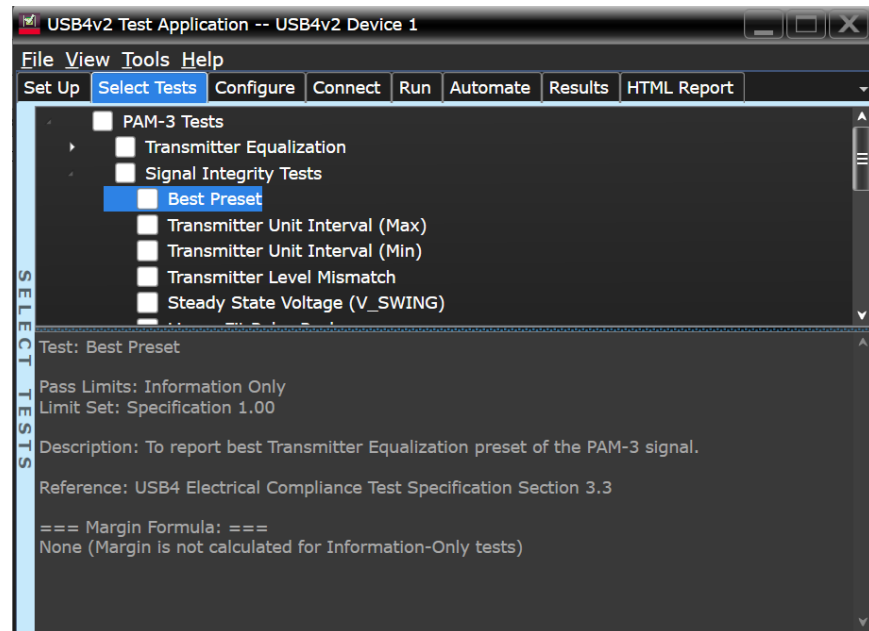 USB4v2 Test Application -- USB4v2 Device 1
File View Tools Help
Set Up Select Tests Configure Connect Run Automate Results HTML Report
PAM-3 Tests
Transmitter Equalization
Signal Integrity Tests
Best Preset
Transmitter Unit Interval (Max)
Transmitter Unit Interval (Min)
Transmitter Level Mismatch
Steady State Voltage (V_SWING)
SELECT TESTS
Test: Best Preset
Pass Limits: Information Only
Limit Set: Specification 1.00
Description: To report best Transmitter Equalization preset of the PAM-3 signal.
Reference: USB4 Electrical Compliance Test Specification Section 3.3
=== Margin Formula: ===
None (Margin is not calculated for Information-Only tests)